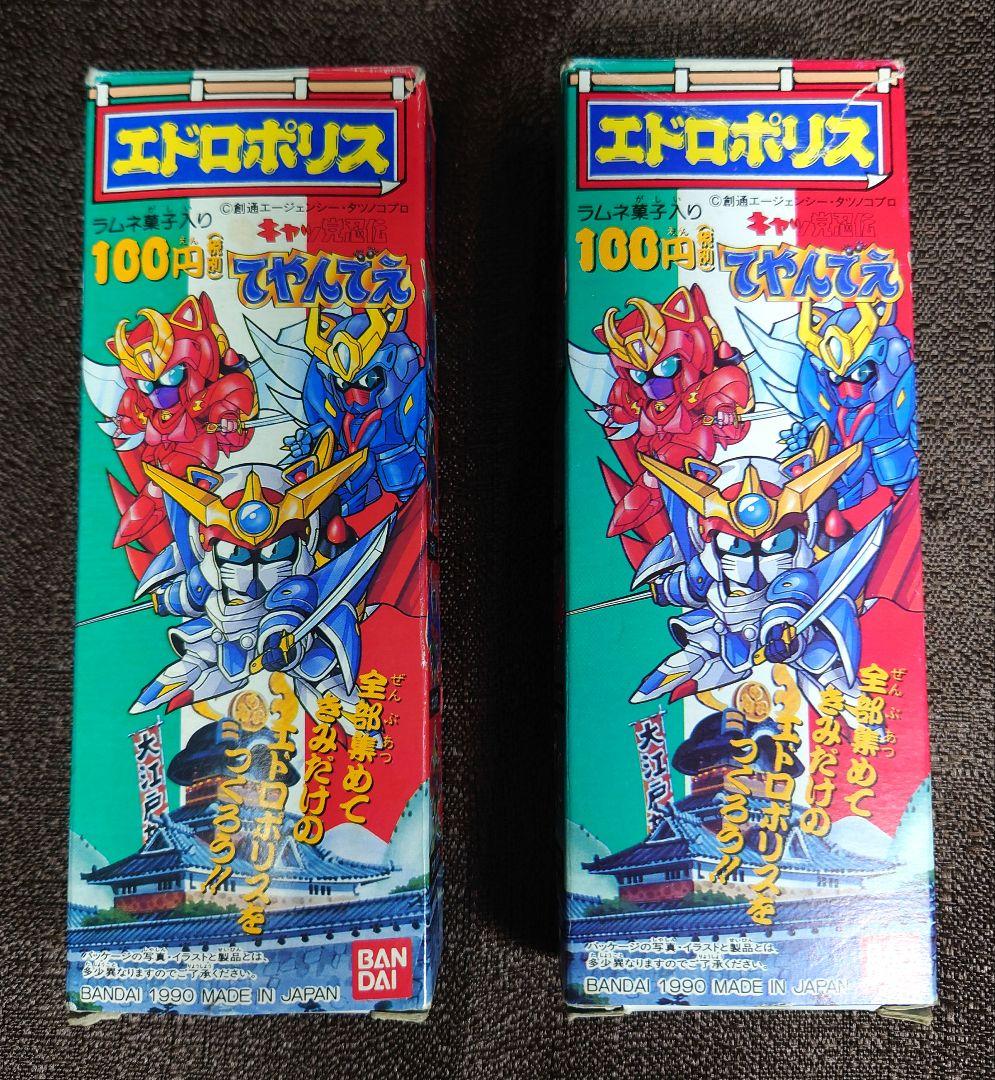 エドロポリス
©創通エージェンシー・タツノコプロ
ラムネ菓子入り
キャッ党忍伝
100円(税別)
てやんでえ
全部集めて
きみだけの
エドロポリスを
つくろう!!
大江戸
パッケージの写真・イラストと製品とは、
多少異なりますのでご了承ください。
BANDAI 1990 MADE IN JAPAN
BAN
DAI
エドロポリス
©創通エージェンシー・タツノコプロ
ラムネ菓子入り
キャッ党忍伝
100円(税別)
てやんでえ
全部集めて
きみだけの
エドロポリスを
つくろう!!
大江戸
パッケージの写真・イラストと製品とは、
多少異なりますのでご了承ください。
BANDAI 1990 MADE IN JAPAN
BAN
DAI